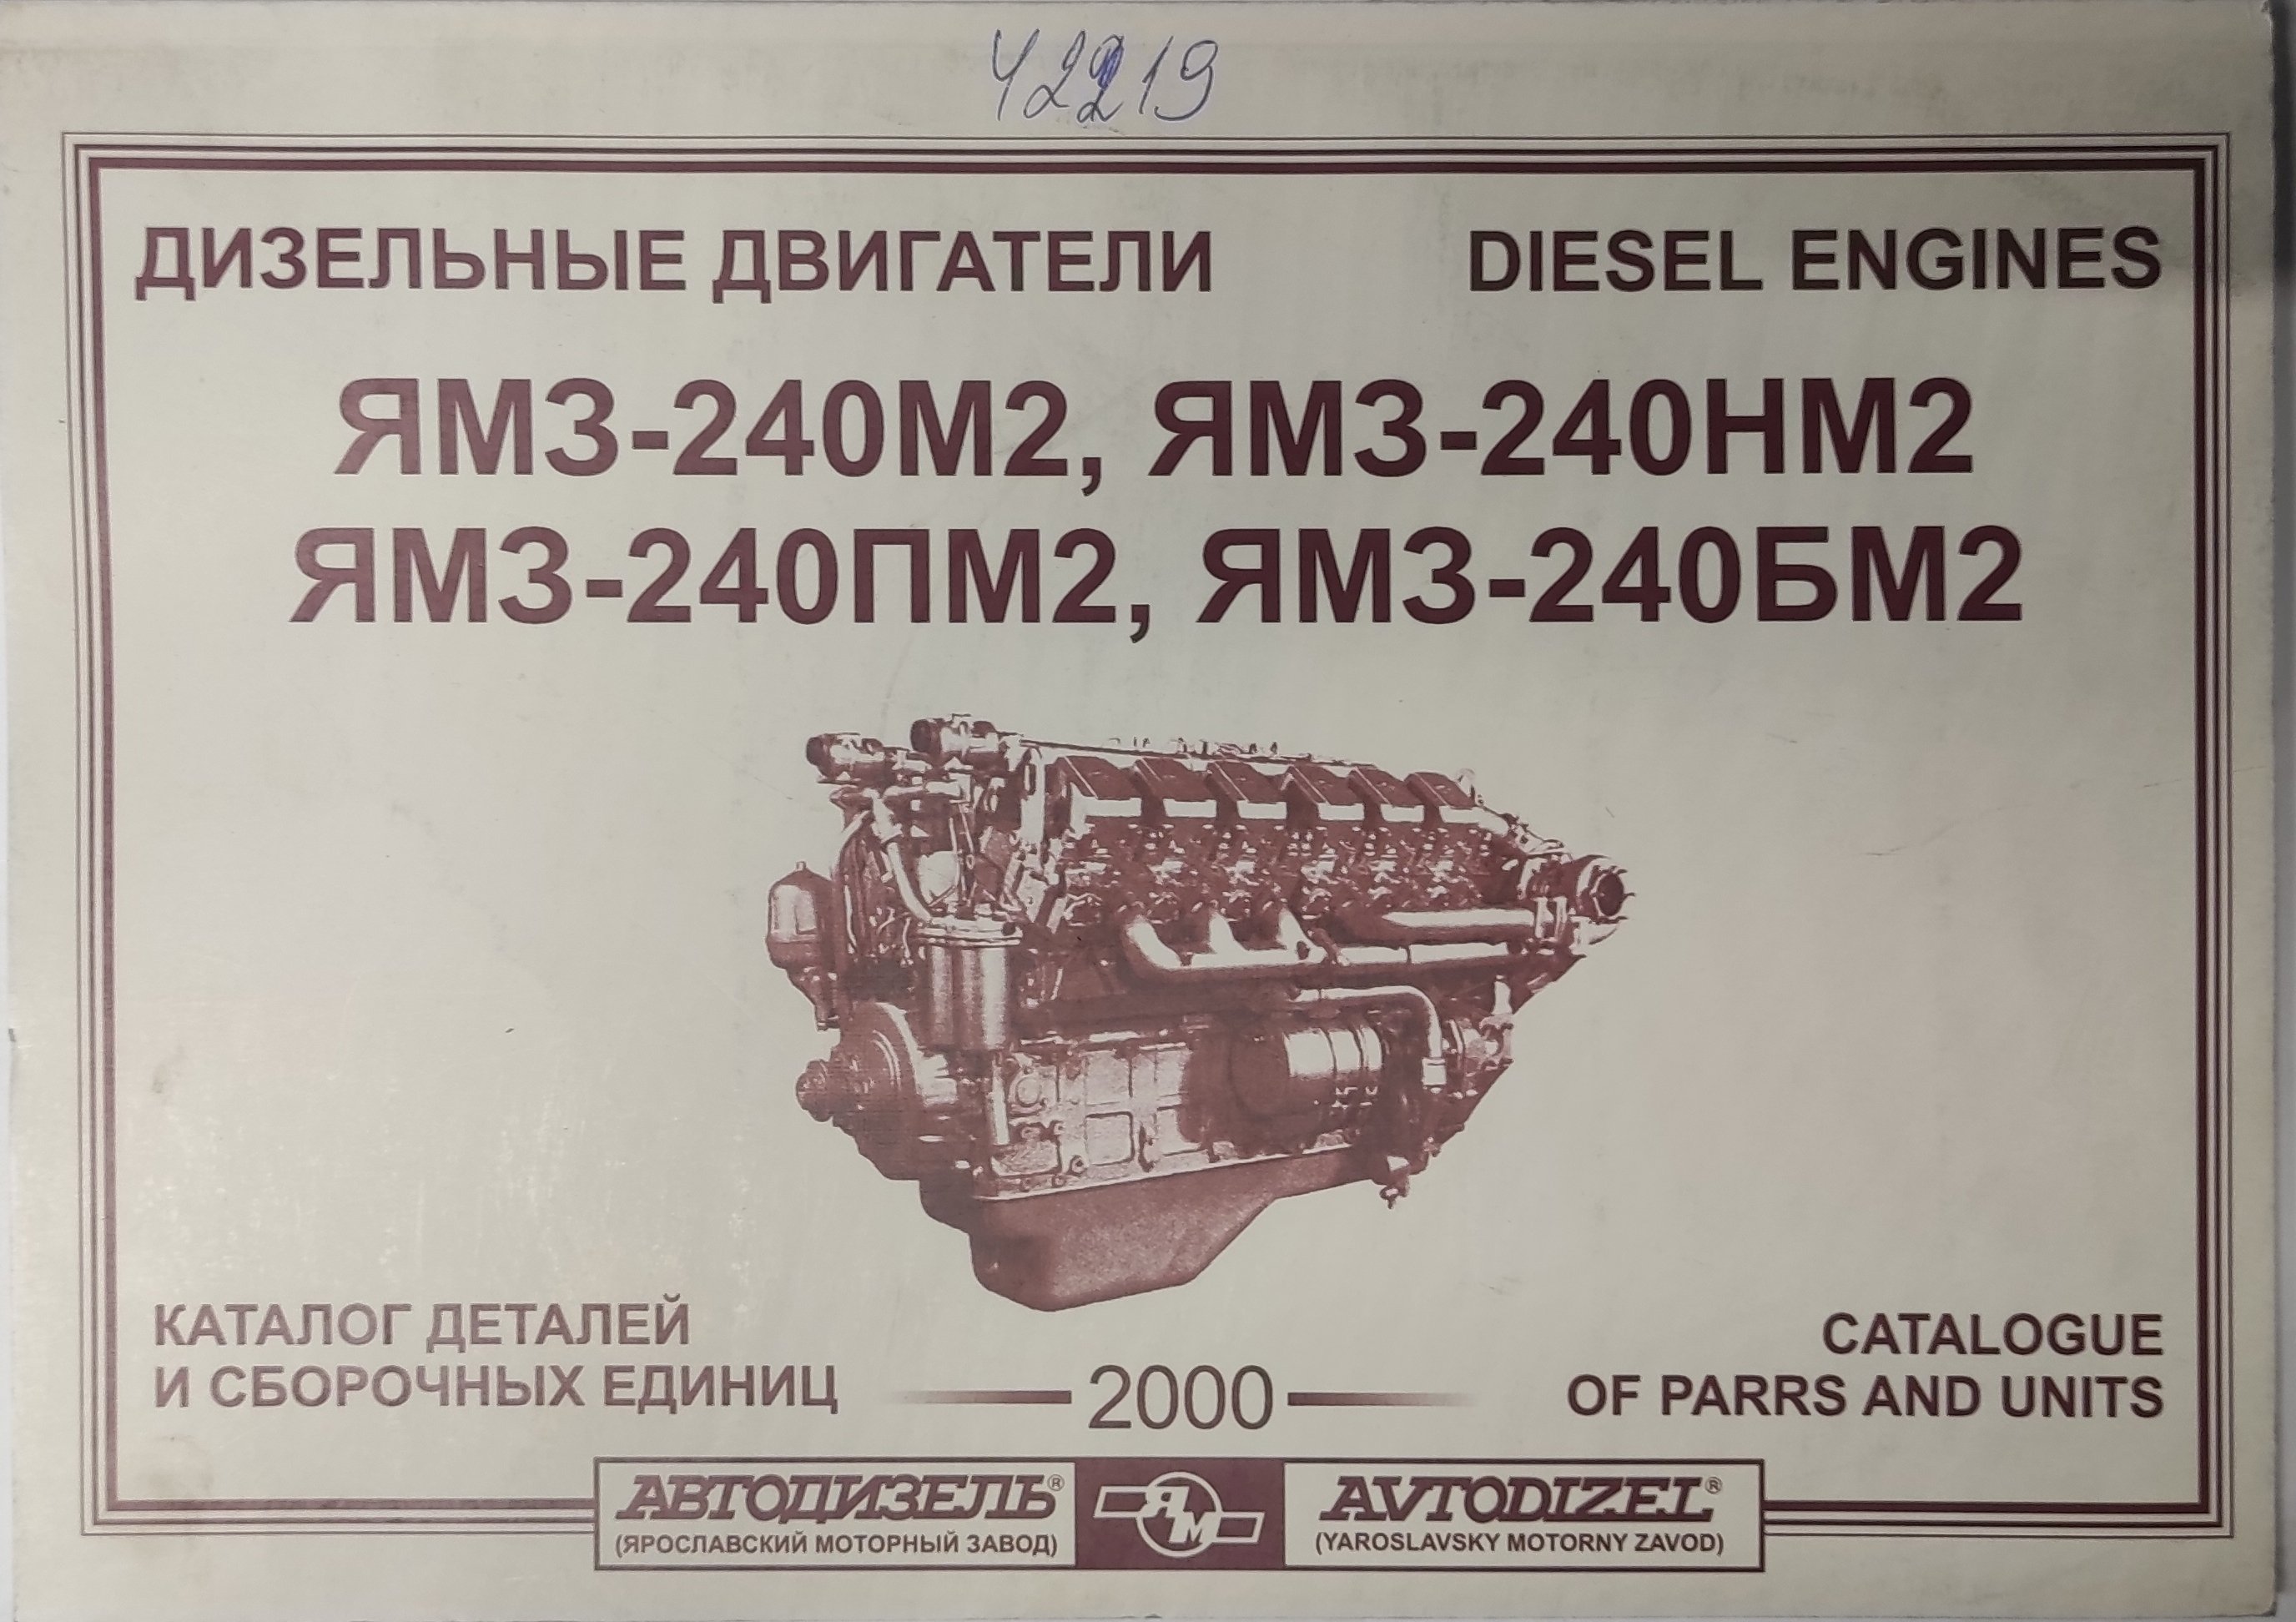 42219
ДИЗЕЛЬНЫЕ ДВИГАТЕЛИ
DIESEL ENGINES
ЯМЗ-240М2, ЯМЗ-240НМ2
ЯМЗ-240ПМ2, ЯМЗ-240БМ2
КАТАЛОГ ДЕТАЛЕЙ
И СБОРОЧНЫХ ЕДИНИЦ
2000
CATALOGUE
OF PARRS AND UNITS
АВТОДИЗЕЛЬ®
(ЯРОСЛАВСКИЙ МОТОРНЫЙ ЗАВОД)
ЯМ
AVTODIZEL®
(YAROSLAVSKY MOTORNY ZAVOD)